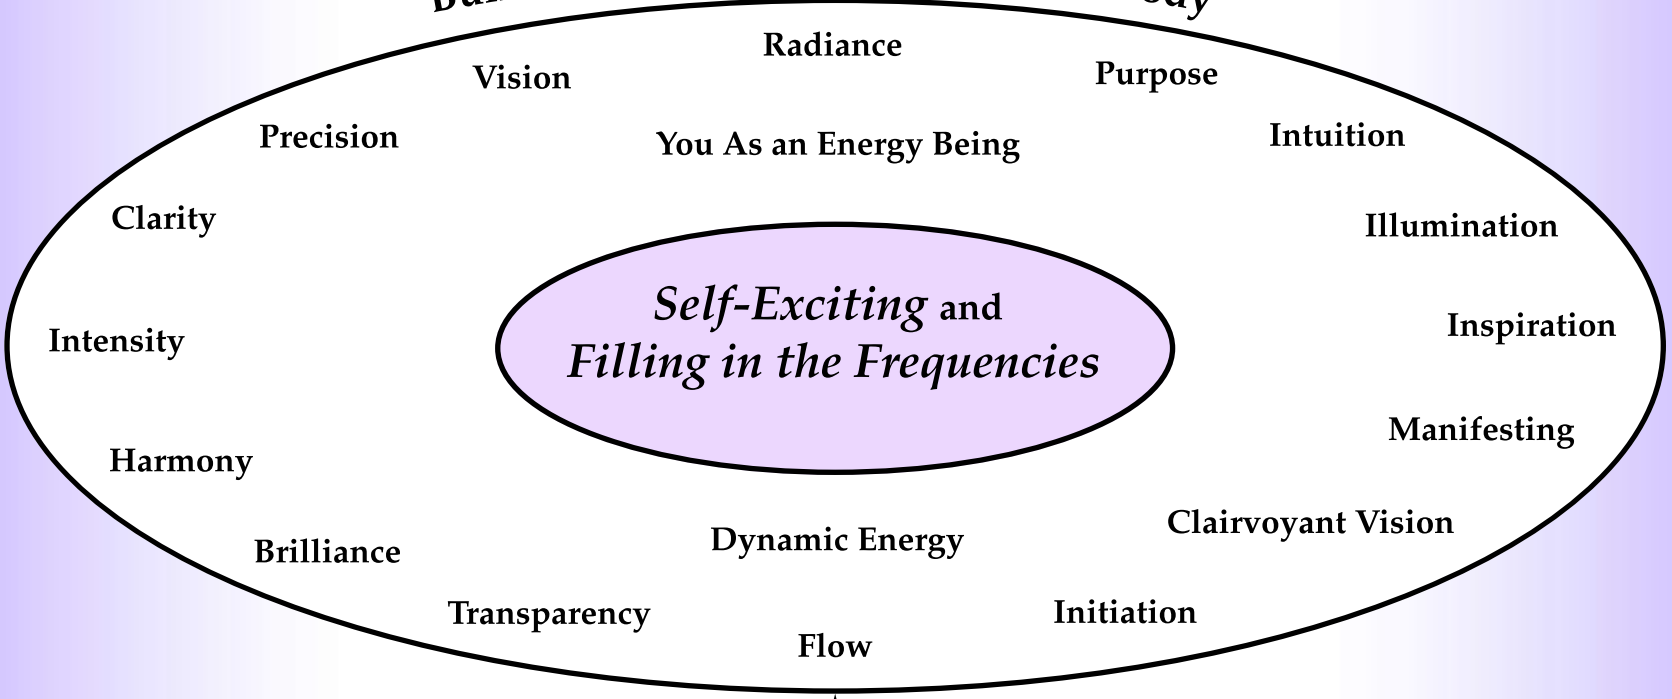 Radiance
Vision
Purpose
Precision
You As an Energy Being
Intuition
Clarity
Illumination
Self-Exciting and
Filling in the Frequencies
Intensity
Inspiration
Harmony
Manifesting
Clairvoyant Vision
Brilliance
Dynamic Energy
Transparency
Initiation
Flow